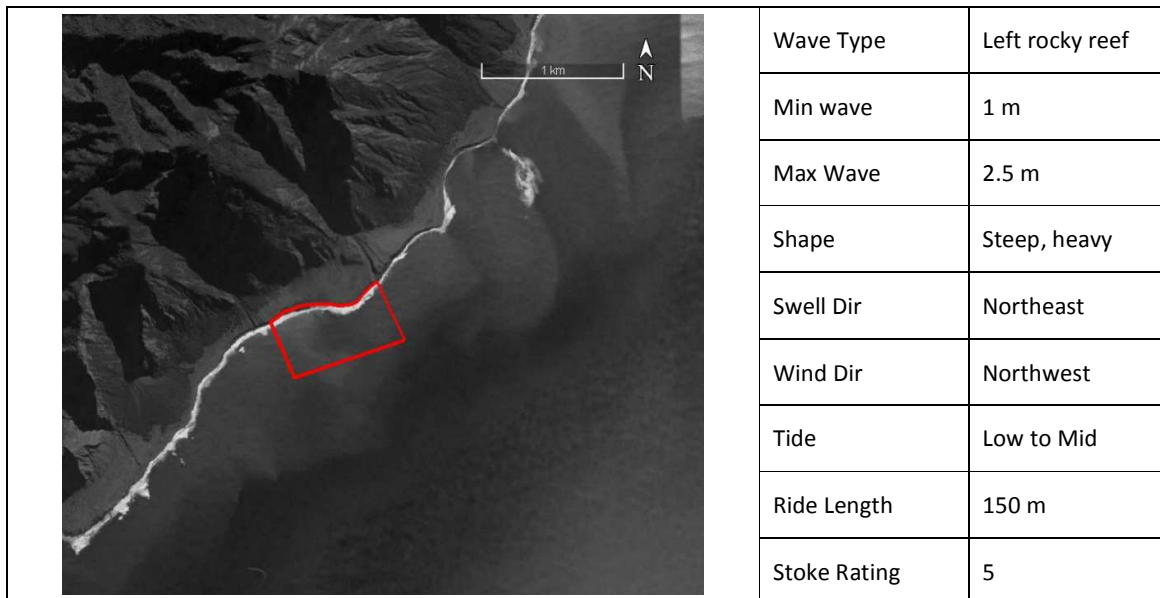 1 km
N
Wave Type Left rocky reef
Min wave 1 m
Max Wave 2.5 m
Shape Steep, heavy
Swell Dir Northeast
Wind Dir Northwest
Tide Low to Mid
Ride Length 150 m
Stoke Rating 5